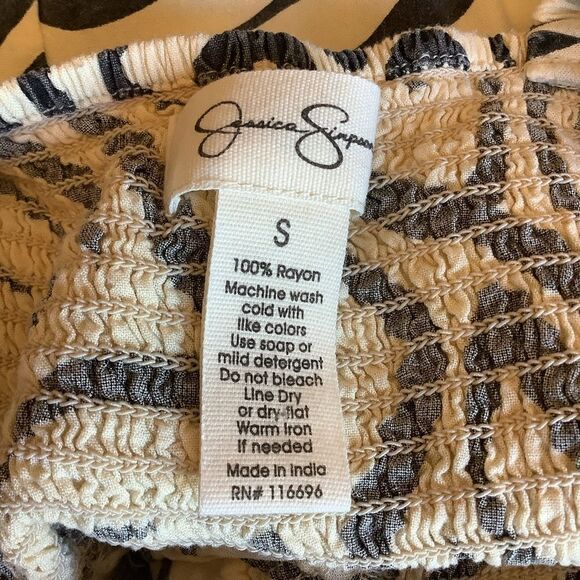 Jessica Simpson
S
100% Rayon
Machine wash
cold with
like colors
Use soap or
mild detergent
Do not bleach
Line Dry
or dry flat
Warm Iron
If needed
Made in India
RN# 116696